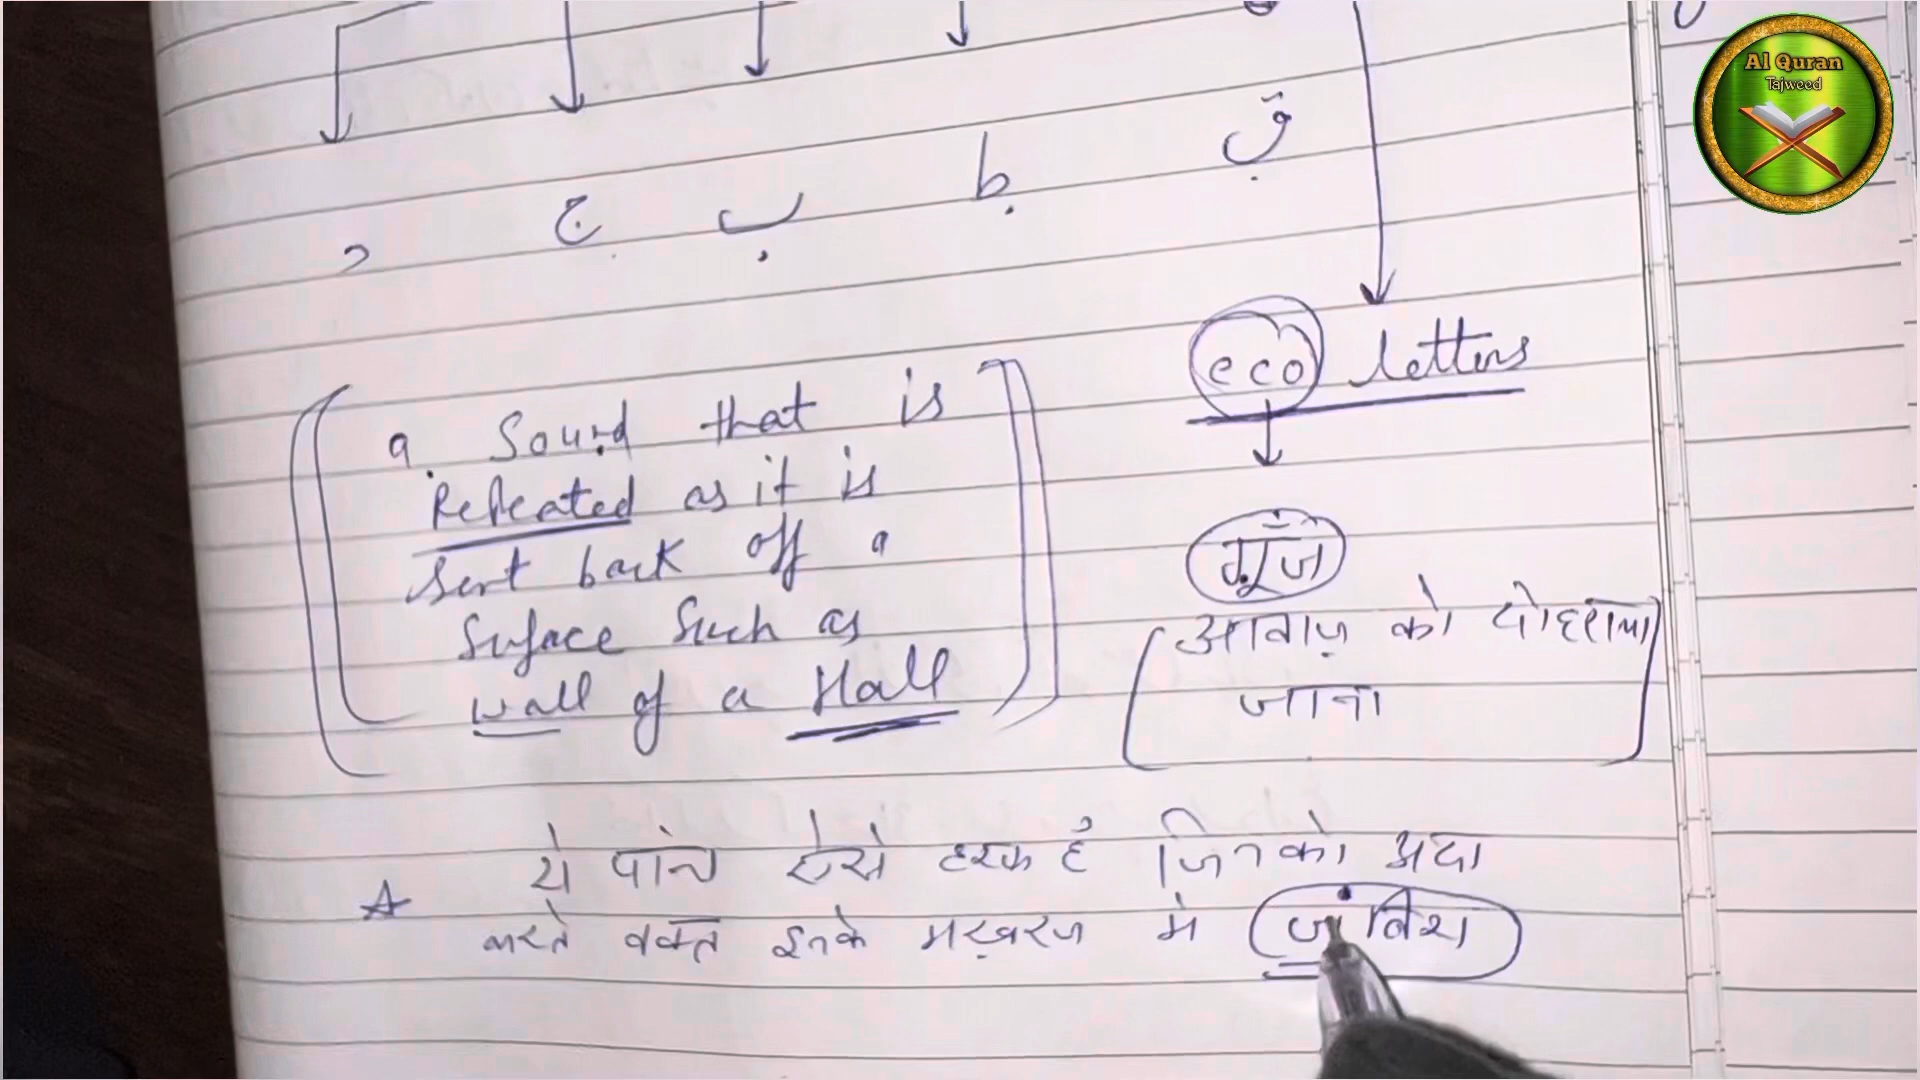 Al Quran
Tajweed
ق ط ب ج د
eco letters
a sound that is
Repeated as it is
sent back off a
Surface Such as
wall of a Hall
गूँज
आवाज़ को दोहराया
जाना
ये पांच ऐसे हरफ हैं जिनको अदा
करते वक्त इनके मख़रज में जुंबिश